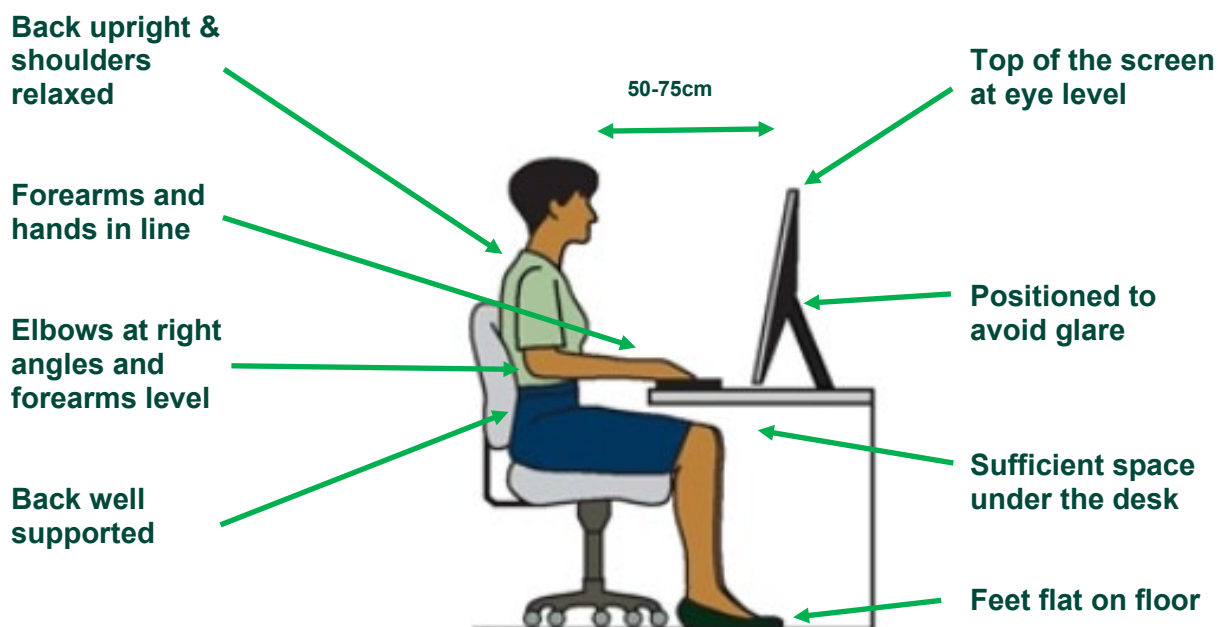 Back upright &
shoulders
relaxed
Forearms and
hands in line
Elbows at right
angles and
forearms level
Back well
supported
50-75cm
Top of the screen
at eye level
Positioned to
avoid glare
Sufficient space
under the desk
Feet flat on floor